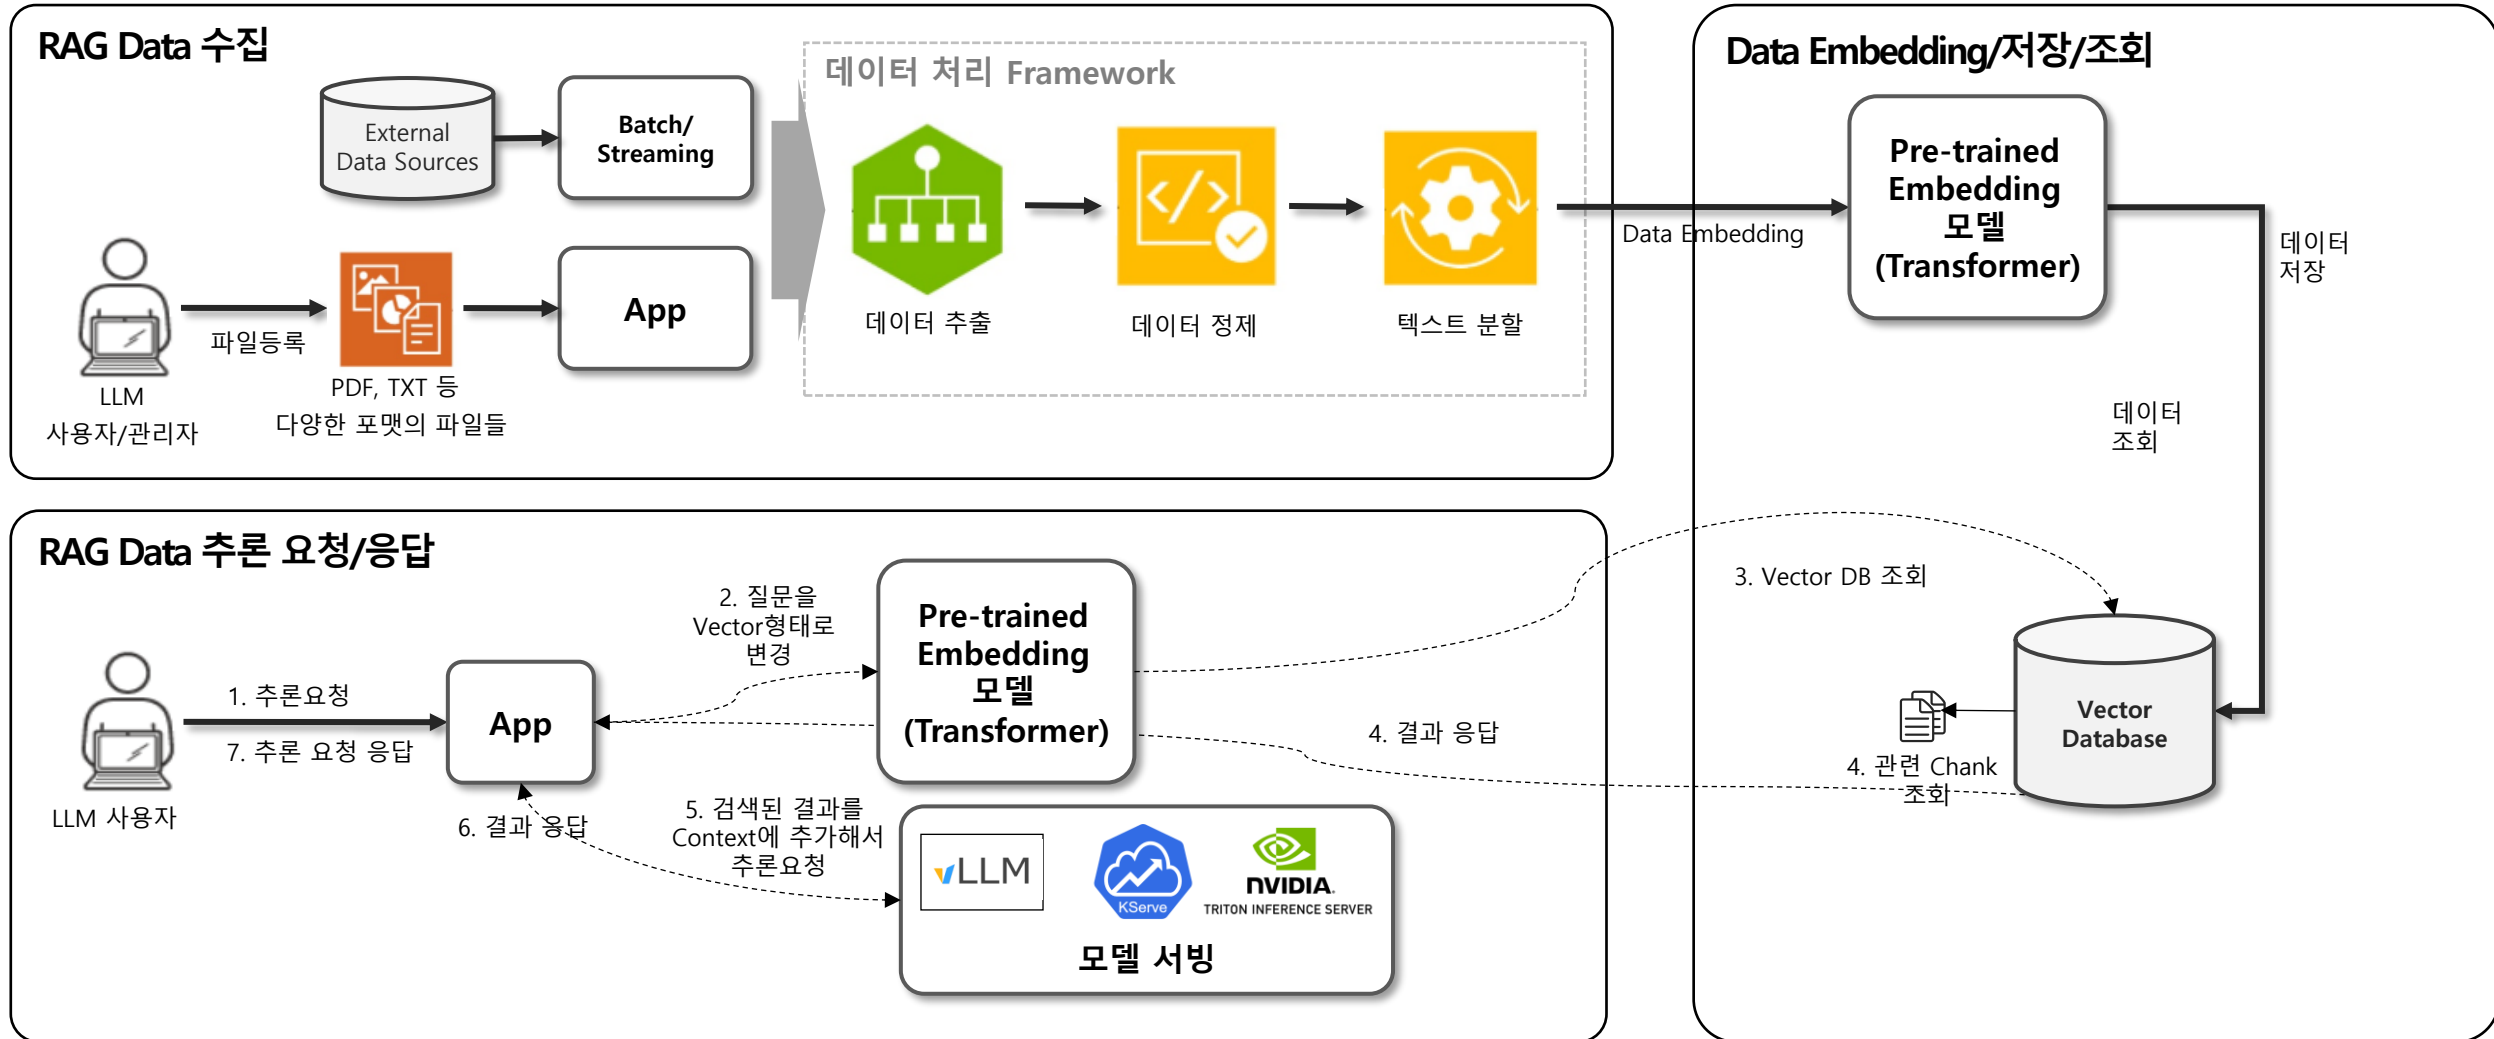 RAG Data 수집
External
Data Sources
Batch/
Streaming
LLM
사용자/관리자
파일등록
PDF, TXT 등
다양한 포맷의 파일들
App
데이터 처리 Framework
데이터 추출
데이터 정제
텍스트 분할
Data Embedding
Data Embedding/저장/조회
Pre-trained
Embedding
모델
(Transformer)
데이터
저장
데이터
조회
RAG Data 추론 요청/응답
LLM 사용자
1. 추론요청
7. 추론 요청 응답
App
2. 질문을
Vector형태로
변경
Pre-trained
Embedding
모델
(Transformer)
3. Vector DB 조회
4. 결과 응답
4. 관련 Chank
조회
Vector
Database
6. 결과 응답
5. 검색된 결과를
Context에 추가해서
추론요청
vLLM
KServe
NVIDIA.
TRITON INFERENCE SERVER
모델 서빙